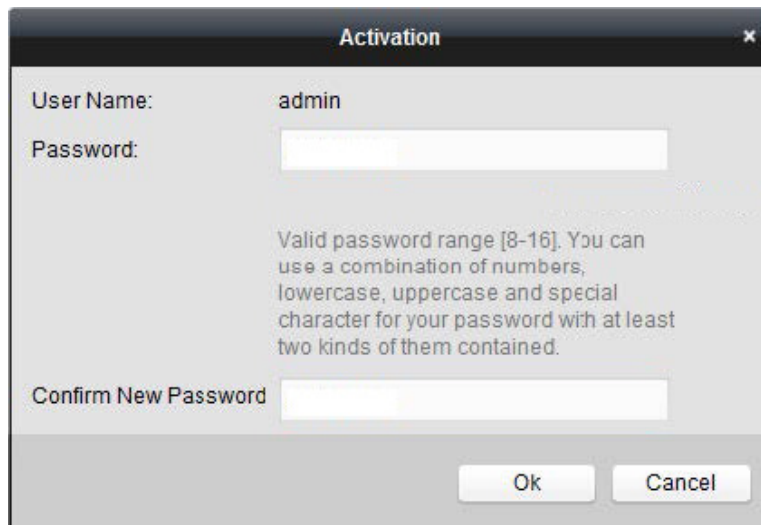 Activation ×
User Name: admin
Password:
Valid password range [8-16]. You can
use a combination of numbers,
lowercase, uppercase and special
character for your password with at least
two kinds of them contained.
Confirm New Password
Ok Cancel